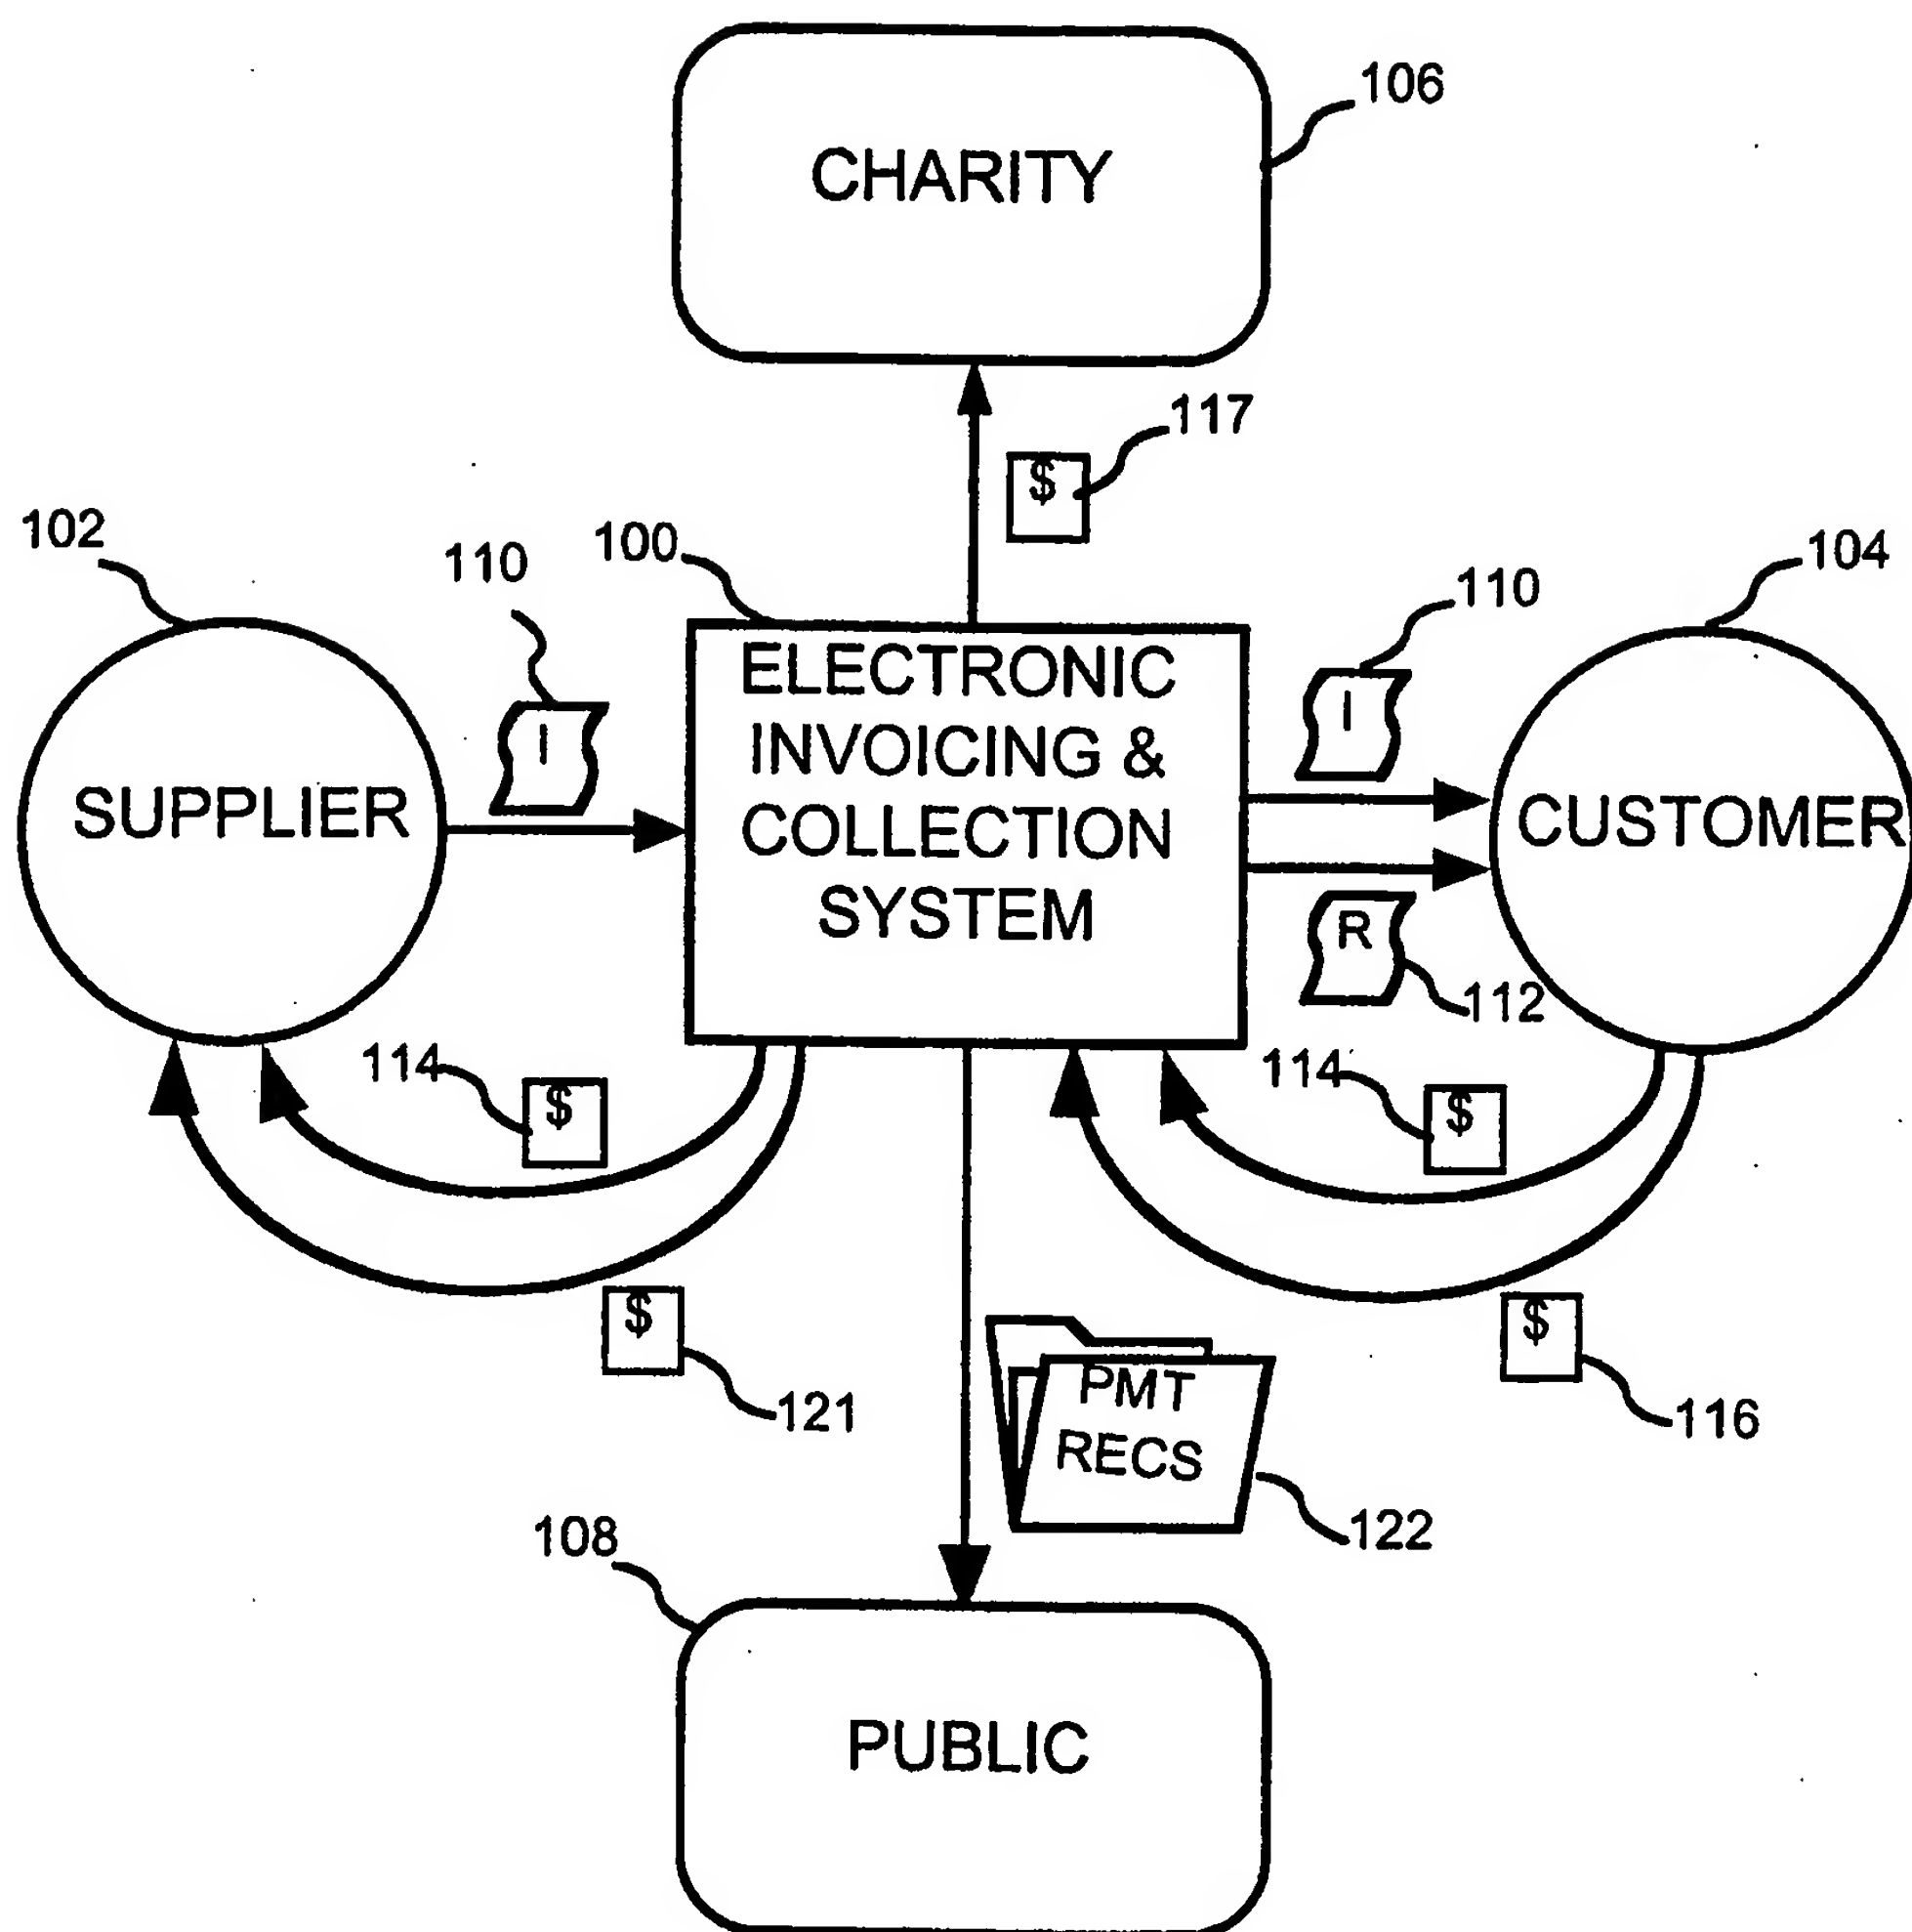 106
CHARITY
117
$
102
110
100
110
104
ELECTRONIC
INVOICING &
COLLECTION
SYSTEM
I
I
SUPPLIER
CUSTOMER
R
112
114
$
114
$
$
121
$
116
PMT
RECS
122
108
PUBLIC